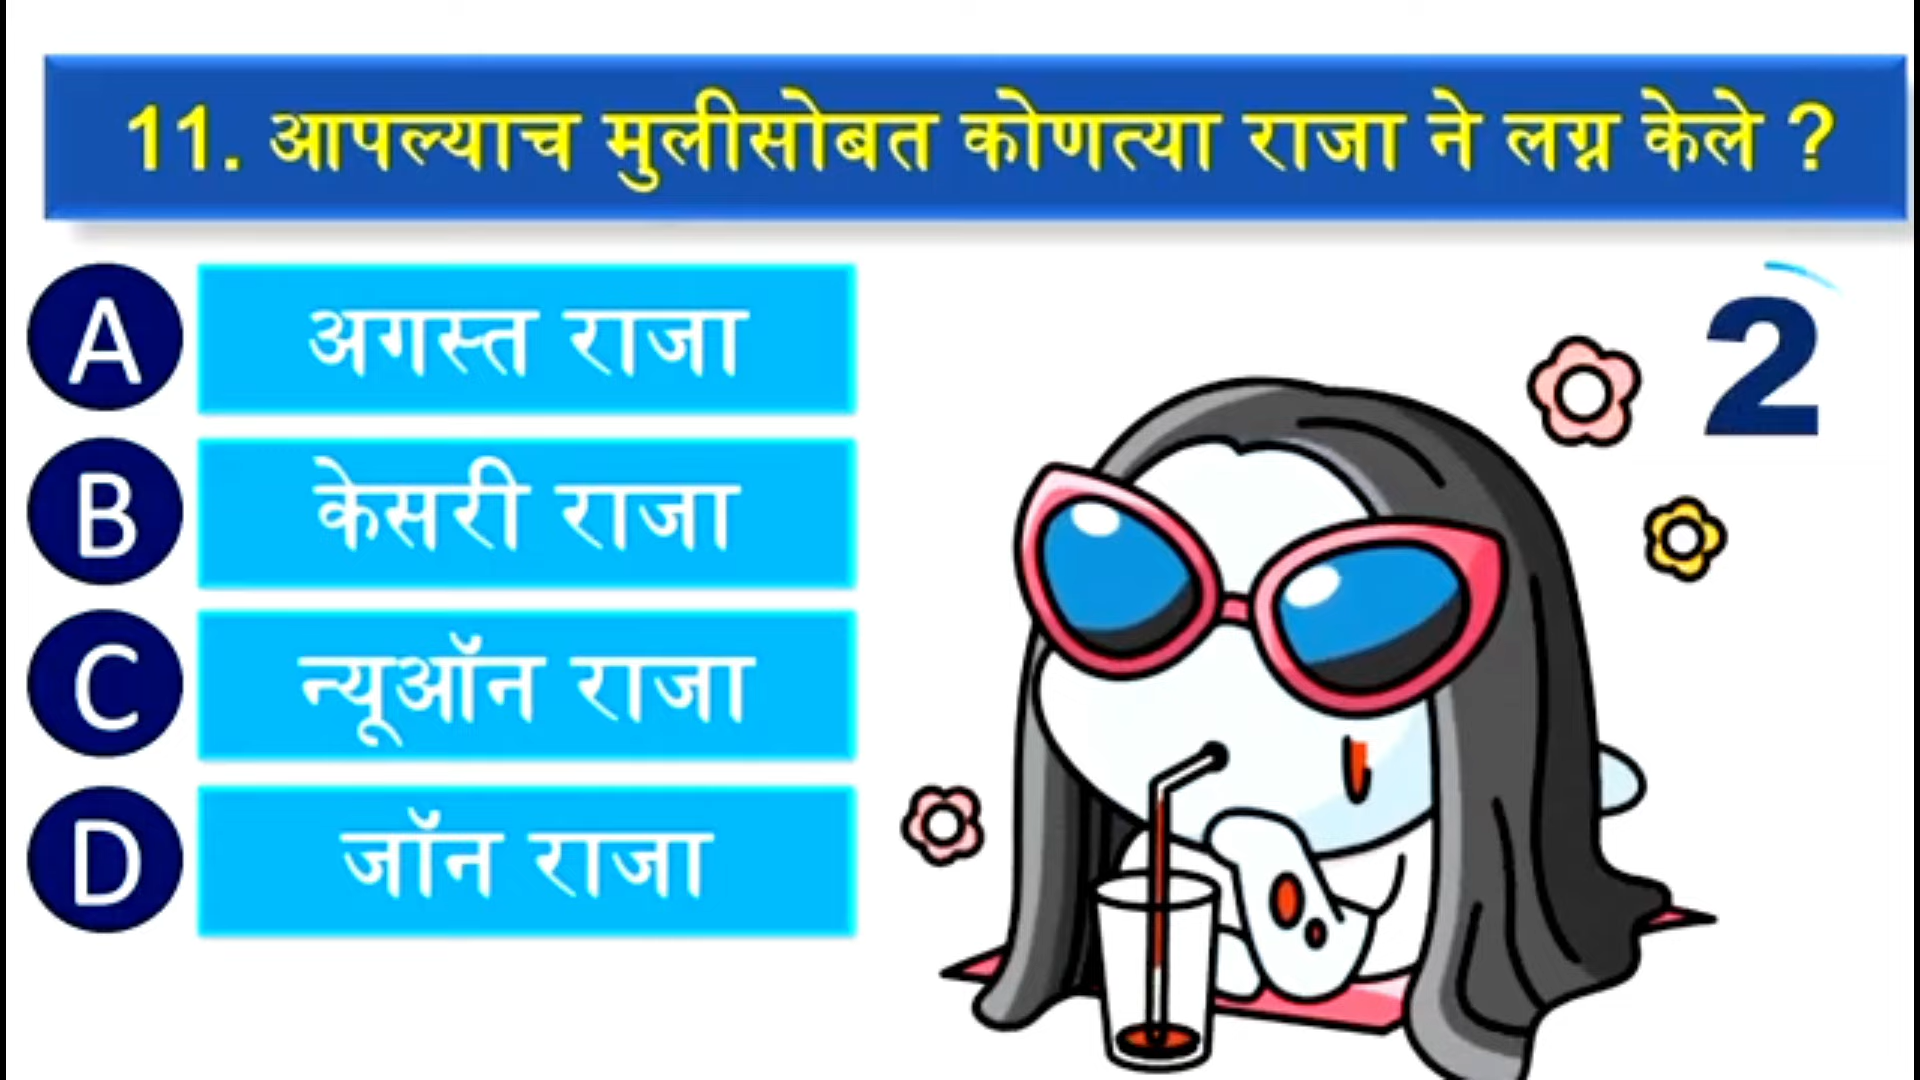 11. आपल्याच मुलीसोबत कोणत्या राजा ने लग्न केले ?
2
A अगस्त राजा
B केसरी राजा
C न्यूऑन राजा
D जॉन राजा